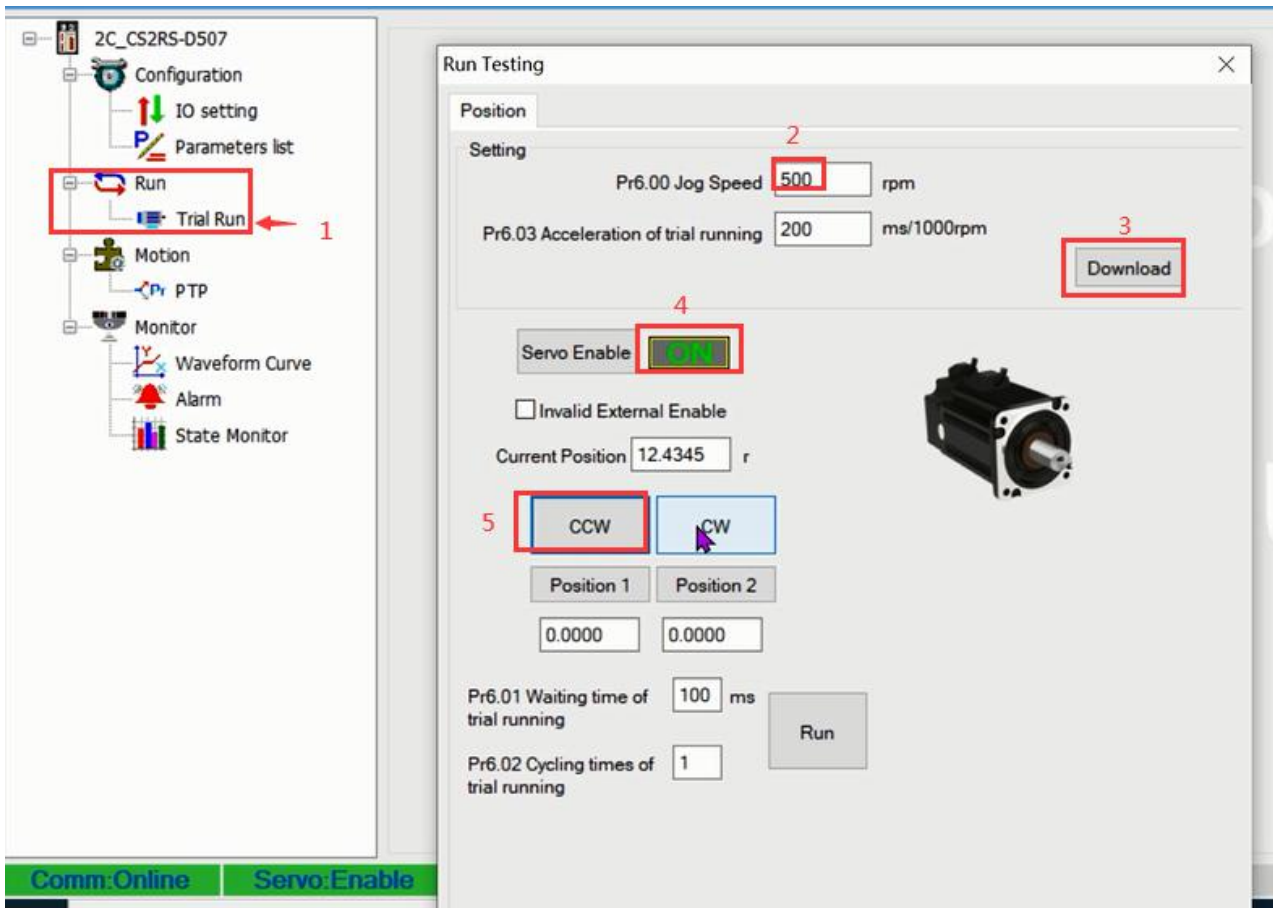 2C_CS2RS-D507
Configuration
IO setting
Parameters list
Run
Trial Run
1
Motion
PTP
Monitor
Waveform Curve
Alarm
State Monitor
Run Testing
Position
Setting
2
Pr6.00 Jog Speed 500 rpm
Pr6.03 Acceleration of trial running 200 ms/1000rpm
3
Download
4
Servo Enable ON
Invalid External Enable
Current Position 12.4345 r
5 CCW CW
Position 1 Position 2
0.0000 0.0000
Pr6.01 Waiting time of 100 ms
trial running
Run
Pr6.02 Cycling times of 1
trial running
Comm:Online Servo:Enable